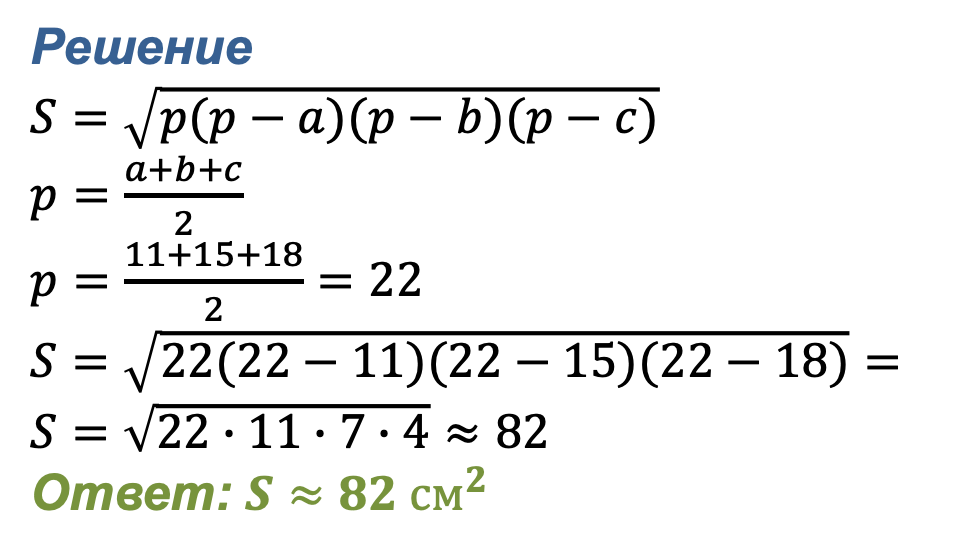 Решение
S = √p(p − a)(p − b)(p − c)
p = a+b+c / 2
p = 11+15+18 / 2 = 22
S = √22(22 − 11)(22 − 15)(22 − 18) =
S = √22 · 11 · 7 · 4 ≈ 82
Ответ: S ≈ 82 см²